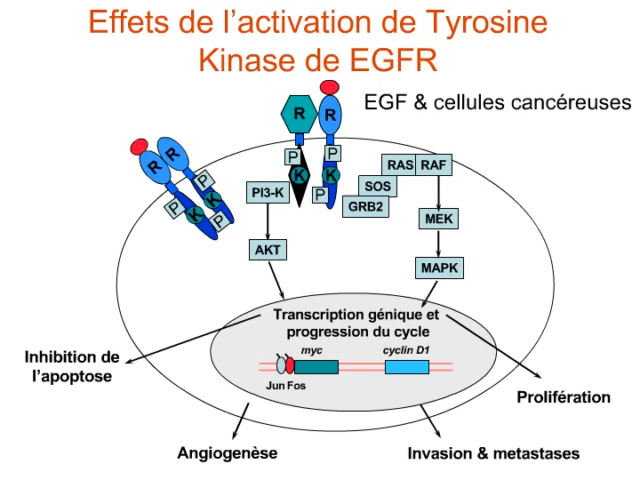 Effets de l’activation de Tyrosine
Kinase de EGFR
EGF & cellules cancéreuses
R
R
R
R
P
P
P
P
P
P
K
K
K
K
PI3-K
AKT
RAS
RAF
SOS
GRB2
MEK
MAPK
Transcription génique et
progression du cycle
myc
cyclin D1
Jun Fos
Inhibition de
l’apoptose
Angiogenèse
Invasion & metastases
Prolifération